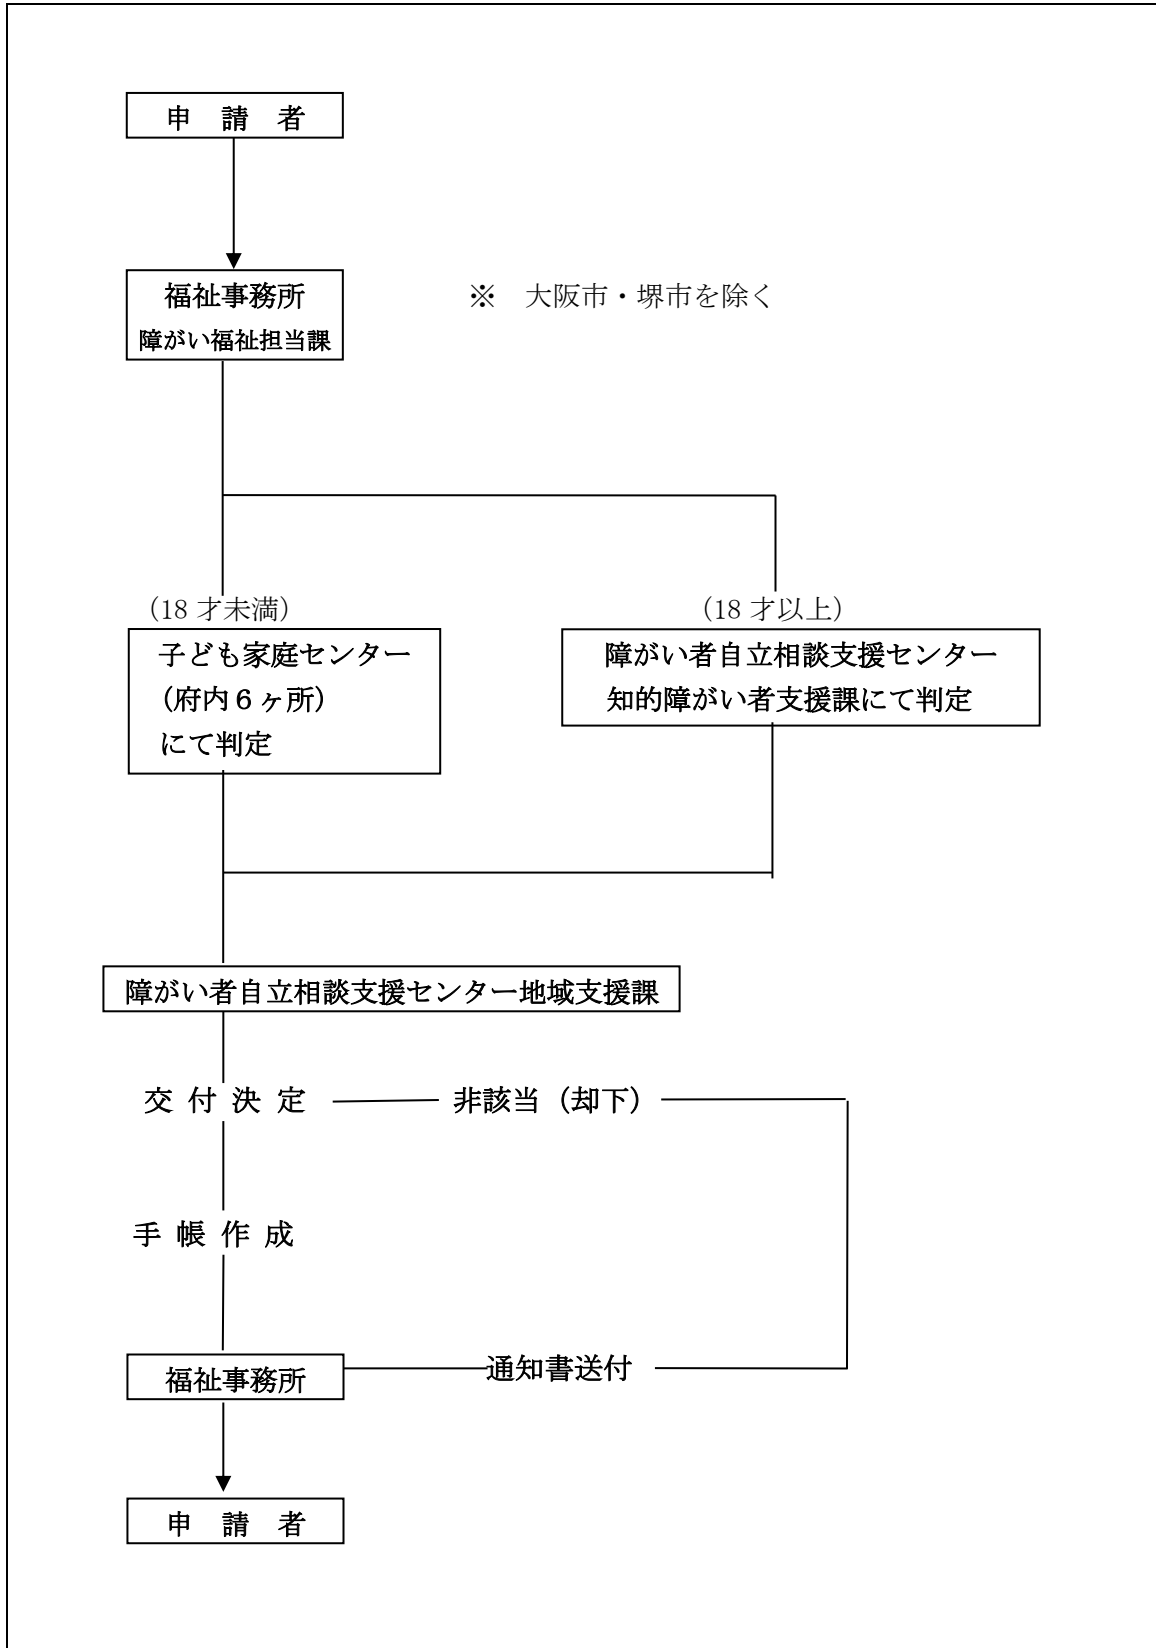 申　請　者
福祉事務所
障がい福祉担当課
※　大阪市・堺市を除く
(18才未満)
子ども家庭センター
(府内６ヶ所)
にて判定
(18才以上)
障がい者自立相談支援センター
知的障がい者支援課にて判定
障がい者自立相談支援センター地域支援課
交 付 決 定
非該当（却下）
手 帳 作 成
福祉事務所
通知書送付
申　請　者